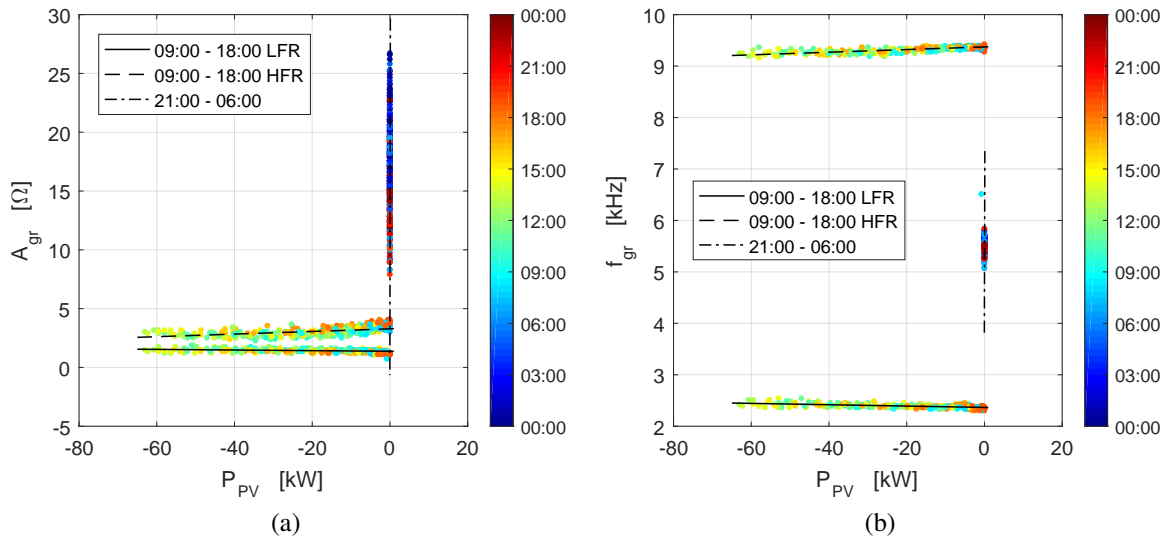 30
25
20
15
10
5
0
-5
A_gr [Ω]
09:00 - 18:00 LFR
09:00 - 18:00 HFR
21:00 - 06:00
-80 -60 -40 -20 0 20
P_PV [kW]
00:00
21:00
18:00
15:00
12:00
09:00
06:00
03:00
00:00
(a)
10
9
8
7
6
5
4
3
2
f_gr [kHz]
09:00 - 18:00 LFR
09:00 - 18:00 HFR
21:00 - 06:00
-80 -60 -40 -20 0 20
P_PV [kW]
00:00
21:00
18:00
15:00
12:00
09:00
06:00
03:00
00:00
(b)